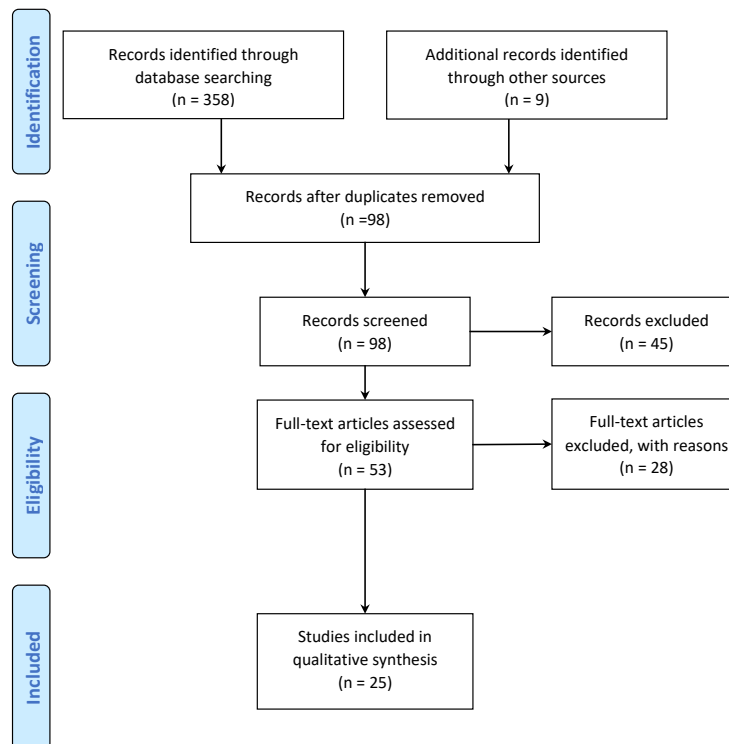 Identification
Records identified through
database searching
(n = 358)
Additional records identified
through other sources
(n = 9)
Records after duplicates removed
(n =98)
Screening
Records screened
(n = 98)
Records excluded
(n = 45)
Eligibility
Full-text articles assessed
for eligibility
(n = 53)
Full-text articles
excluded, with reasons
(n = 28)
Included
Studies included in
qualitative synthesis
(n = 25)